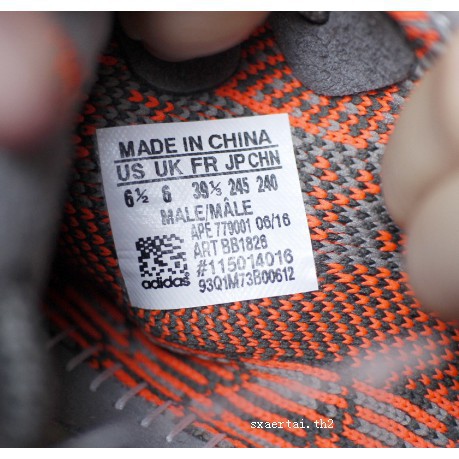 MADE IN CHINA
US UK FR JP CHN
6½ 6 39⅓ 245 240
MALE/MÂLE
APE 779001 06/16
ART BB1826
#115014016
93Q1M73B00612
adidas
sxaertai.th2